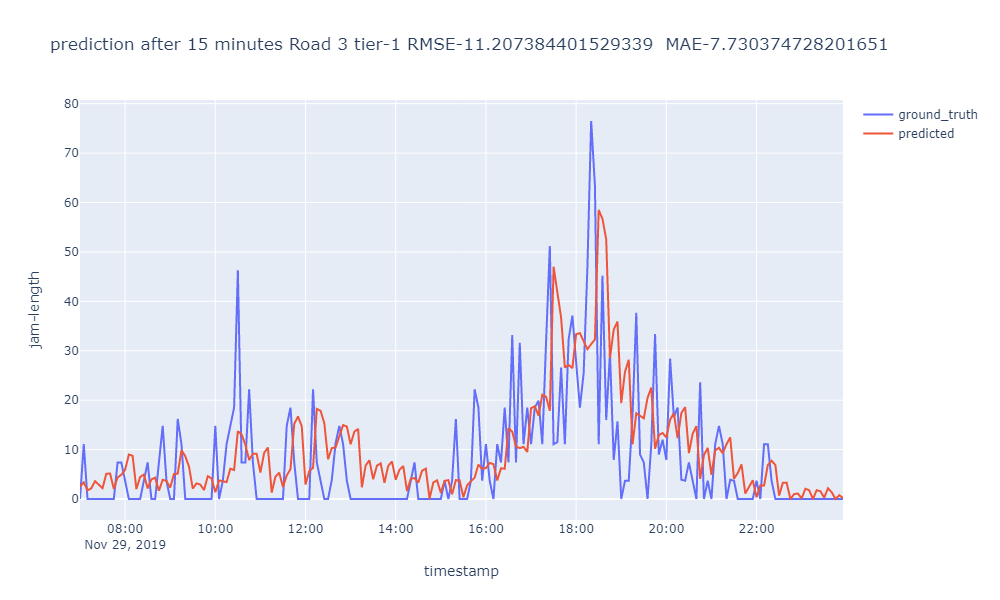 prediction after 15 minutes Road 3 tier-1 RMSE-11.207384401529339  MAE-7.730374728201651
ground_truth
predicted
80
70
60
50
40
30
20
10
0
jam-length
08:00 10:00 12:00 14:00 16:00 18:00 20:00 22:00
Nov 29, 2019
timestamp